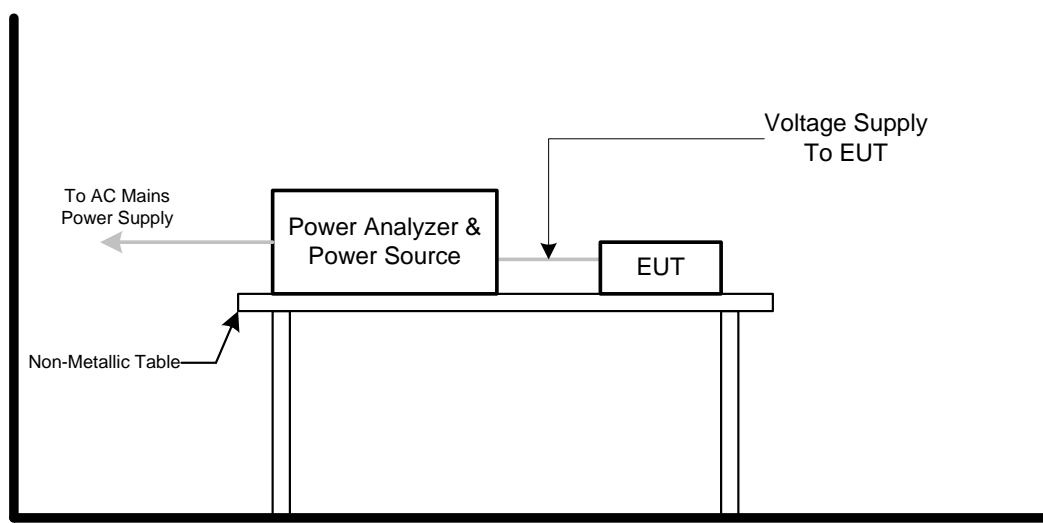 Voltage Supply
To EUT
To AC Mains
Power Supply
Power Analyzer &
Power Source
EUT
Non-Metallic Table